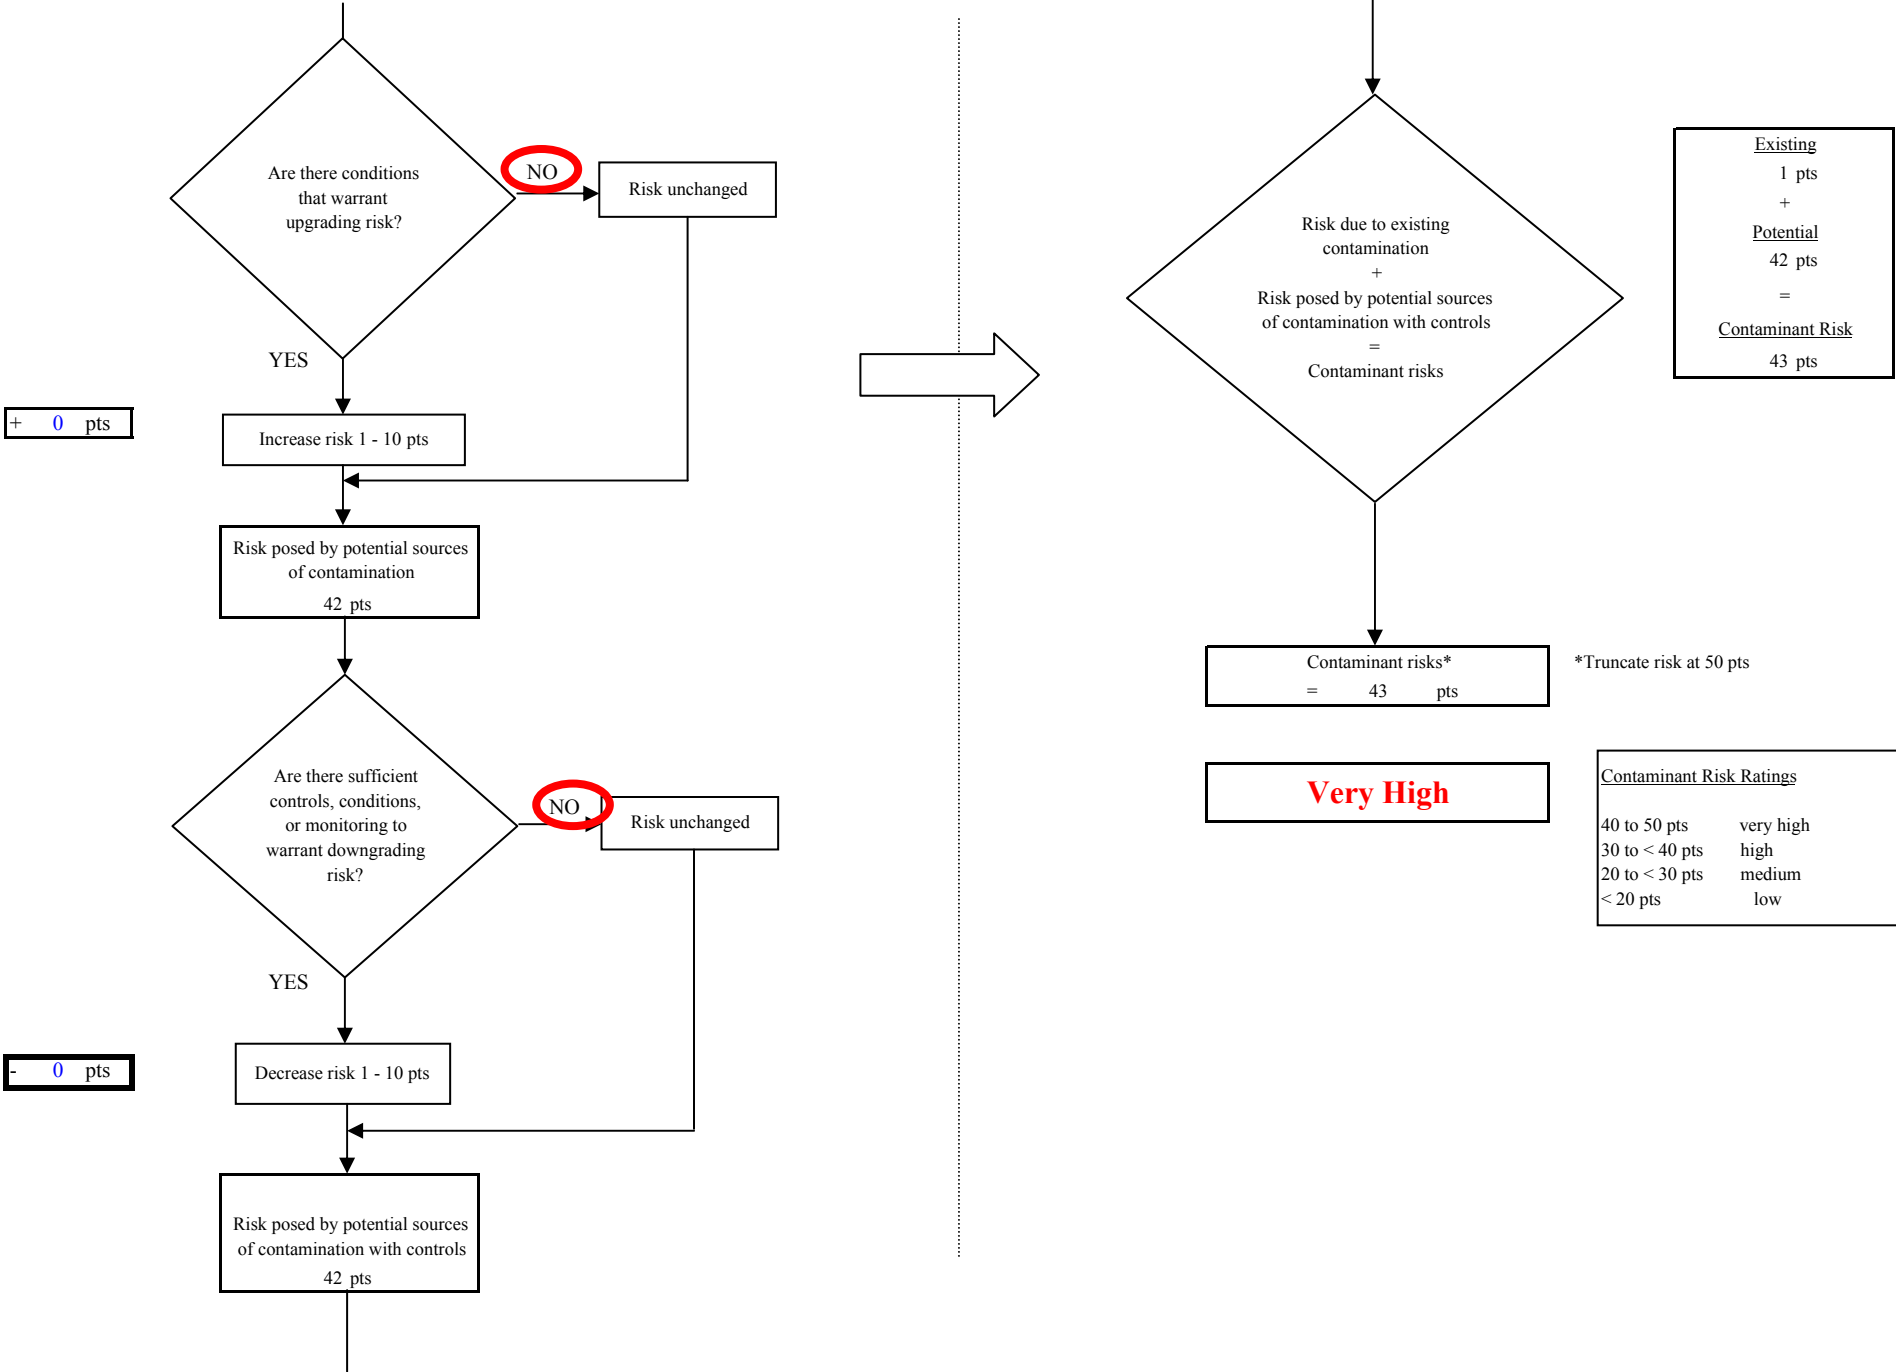 Are there conditions
that warrant
upgrading risk?
NO
Risk unchanged
YES
+ 0 pts
Increase risk 1 - 10 pts
Risk posed by potential sources
of contamination
42 pts
Are there sufficient
controls, conditions,
or monitoring to
warrant downgrading
risk?
NO
Risk unchanged
YES
- 0 pts
Decrease risk 1 - 10 pts
Risk posed by potential sources
of contamination with controls
42 pts
Risk due to existing
contamination
+
Risk posed by potential sources
of contamination with controls
=
Contaminant risks
Existing
1 pts
+
Potential
42 pts
=
Contaminant Risk
43 pts
Contaminant risks*
= 43 pts
*Truncate risk at 50 pts
Very High
Contaminant Risk Ratings
40 to 50 pts very high
30 to < 40 pts high
20 to < 30 pts medium
< 20 pts low